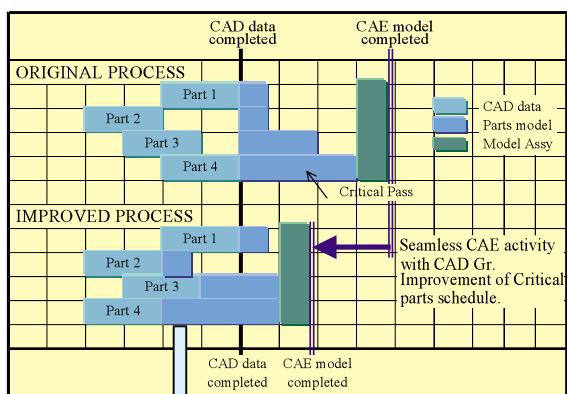 CAD data
completed
CAE model
completed
ORIGINAL PROCESS
Part 1
Part 2
Part 3
Part 4
CAD data
Parts model
Model Assy
Critical Pass
IMPROVED PROCESS
Part 1
Part 2
Part 3
Part 4
Seamless CAE activity
with CAD Gr.
Improvement of Critical
parts schedule.
CAD data
completed
CAE model
completed